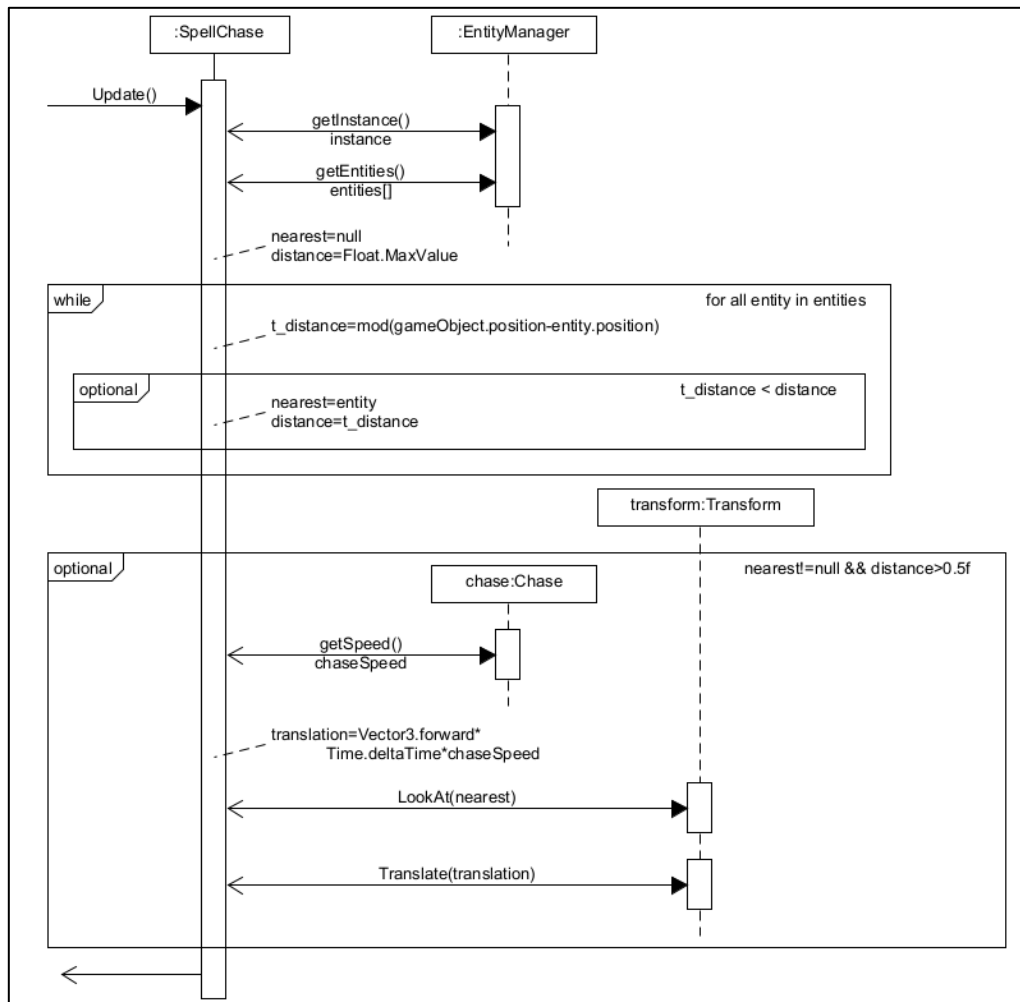 :SpellChase
:EntityManager
Update()
getInstance()
instance
getEntities()
entities[]
nearest=null
distance=Float.MaxValue
while
for all entity in entities
t_distance=mod(gameObject.position-entity.position)
optional
t_distance < distance
nearest=entity
distance=t_distance
transform:Transform
optional
nearest!=null && distance>0.5f
chase:Chase
getSpeed()
chaseSpeed
translation=Vector3.forward*
Time.deltaTime*chaseSpeed
LookAt(nearest)
Translate(translation)